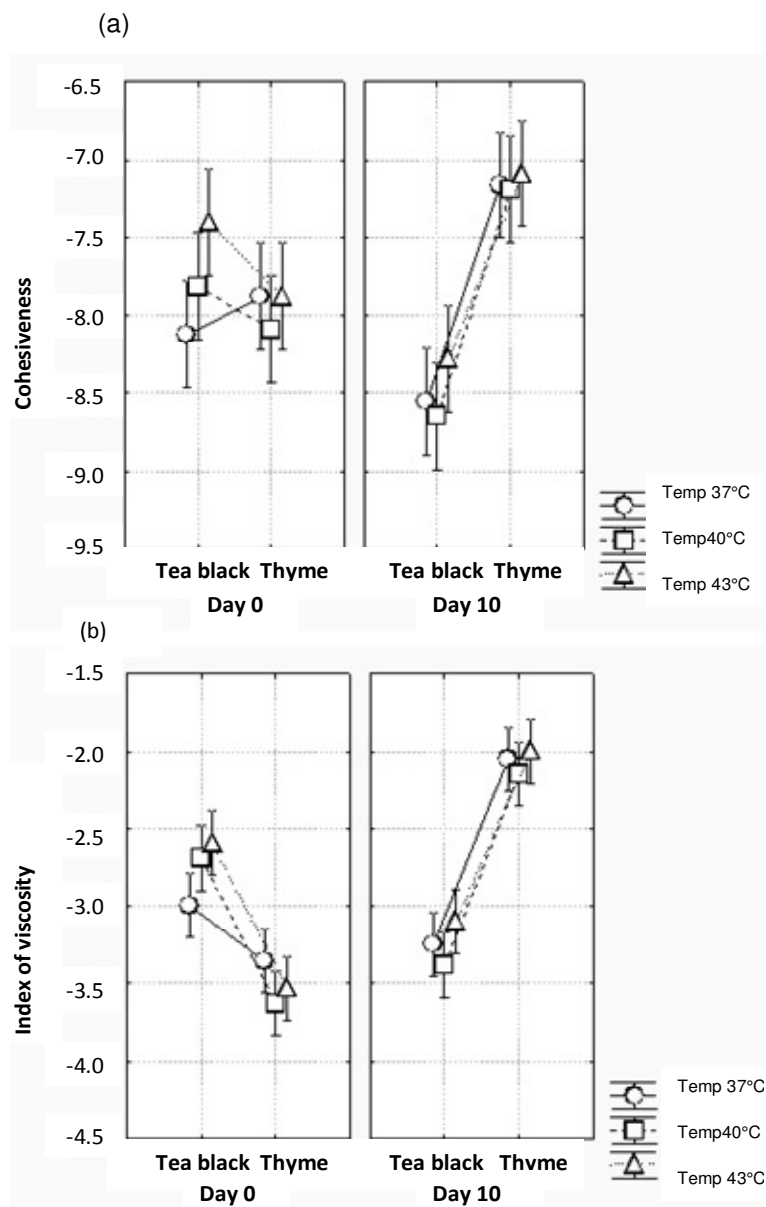 (a)
-6.5
-7.0
-7.5
-8.0
-8.5
-9.0
-9.5
Cohesiveness
Tea black Thyme
Day 0
Tea black Thyme
Day 10
Temp 37°C
Temp40°C
Temp 43°C
(b)
-1.5
-2.0
-2.5
-3.0
-3.5
-4.0
-4.5
Index of viscosity
Tea black Thyme
Day 0
Tea black Thyme
Day 10
Temp 37°C
Temp40°C
Temp 43°C